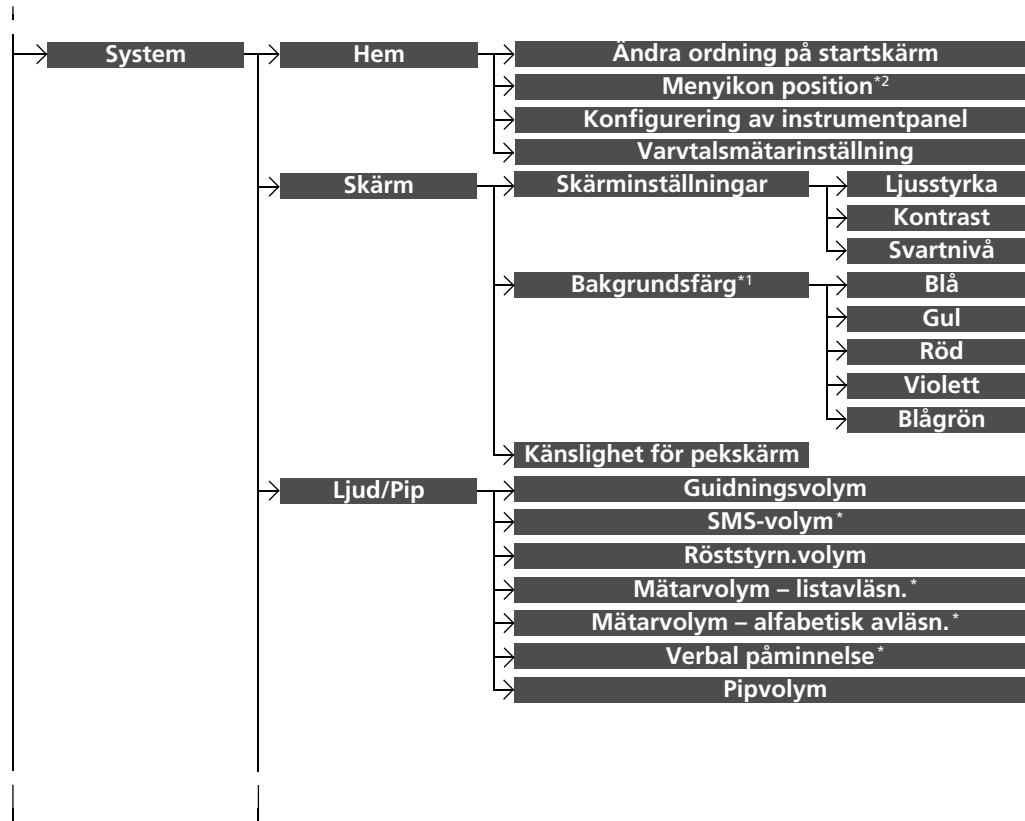 System
Hem
Ändra ordning på startskärm
Menyikon position*2
Konfigurering av instrumentpanel
Varvtalsmätarinställning
Skärm
Skärminställningar
Ljusstyrka
Kontrast
Svartnivå
Bakgrundsfärg*1
Blå
Gul
Röd
Violett
Blågrön
Känslighet för pekskärm
Ljud/Pip
Guidningsvolym
SMS-volym*
Röststyrn.volym
Mätarvolym – listavläsn.*
Mätarvolym – alfabetisk avläsn.*
Verbal påminnelse*
Pipvolym